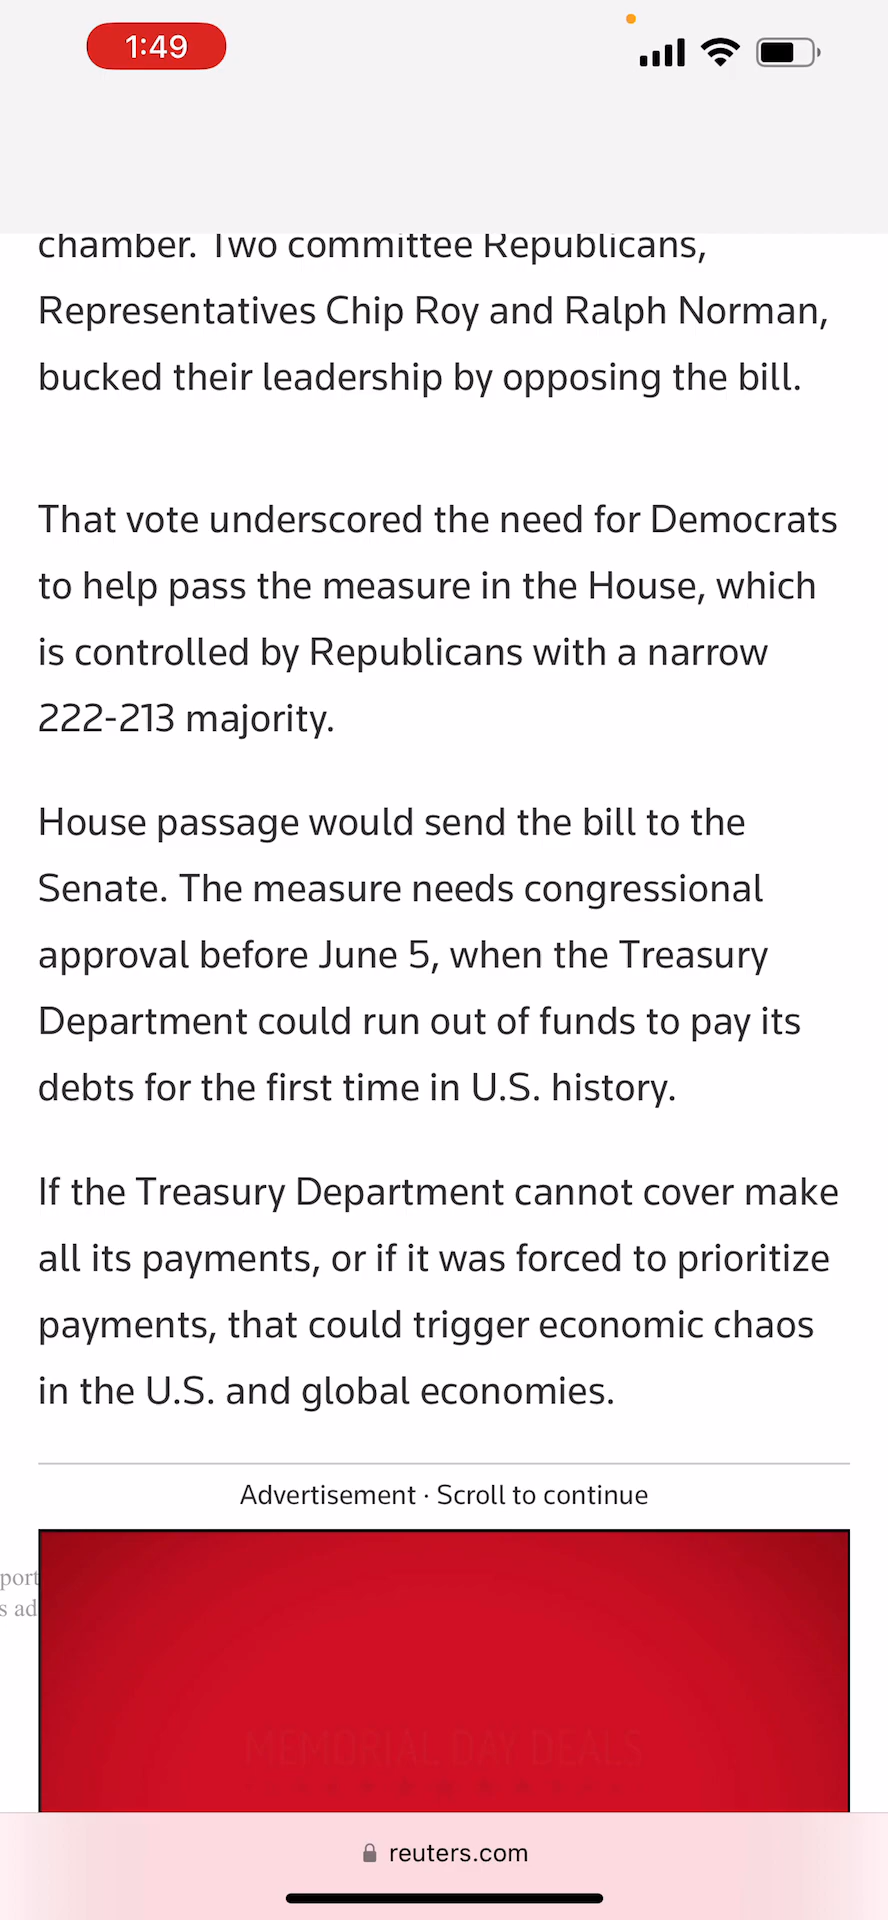 1:49
chamber. Two committee Republicans,
Representatives Chip Roy and Ralph Norman,
bucked their leadership by opposing the bill.
That vote underscored the need for Democrats
to help pass the measure in the House, which
is controlled by Republicans with a narrow
222-213 majority.
House passage would send the bill to the
Senate. The measure needs congressional
approval before June 5, when the Treasury
Department could run out of funds to pay its
debts for the first time in U.S. history.
If the Treasury Department cannot cover make
all its payments, or if it was forced to prioritize
payments, that could trigger economic chaos
in the U.S. and global economies.
Advertisement · Scroll to continue
port
s ad
MEMORIAL DAY DEALS
reuters.com